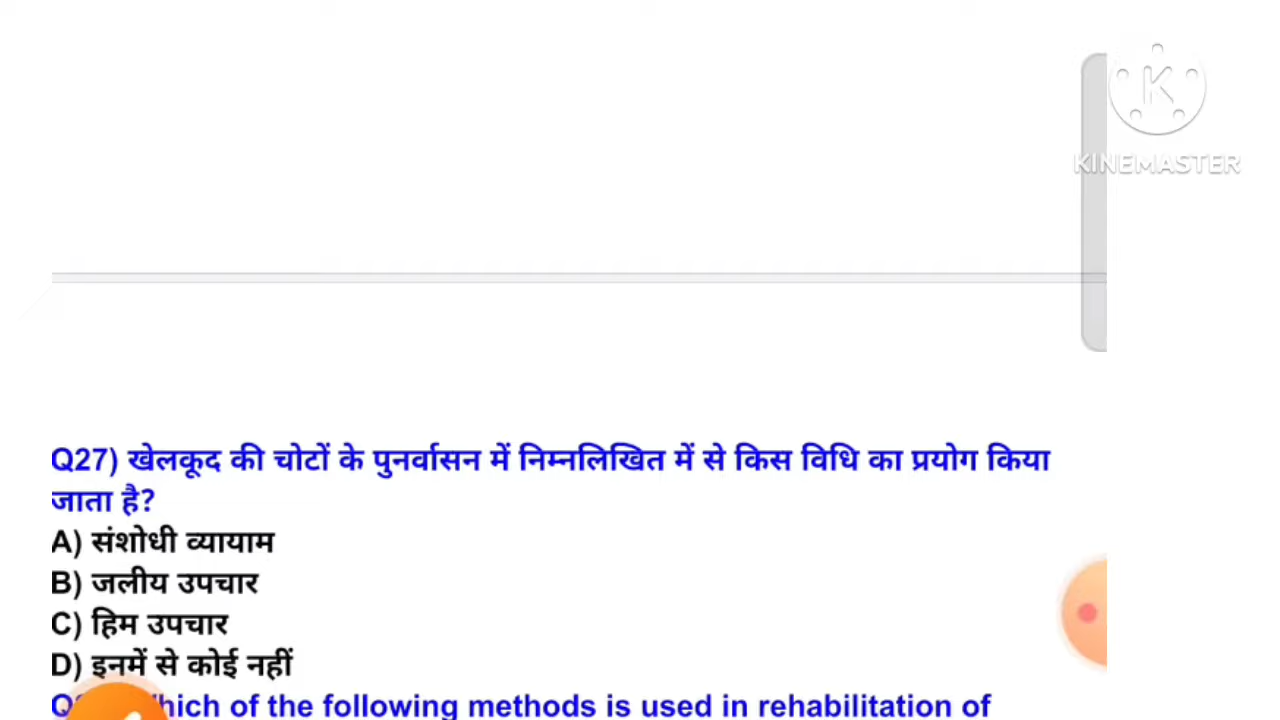 K
KINEMASTER
Q27) खेलकूद की चोटों के पुनर्वासन में निम्नलिखित में से किस विधि का प्रयोग किया
जाता है?
A) संशोधी व्यायाम
B) जलीय उपचार
C) हिम उपचार
D) इनमें से कोई नहीं
of the following methods is used in rehabilitation of